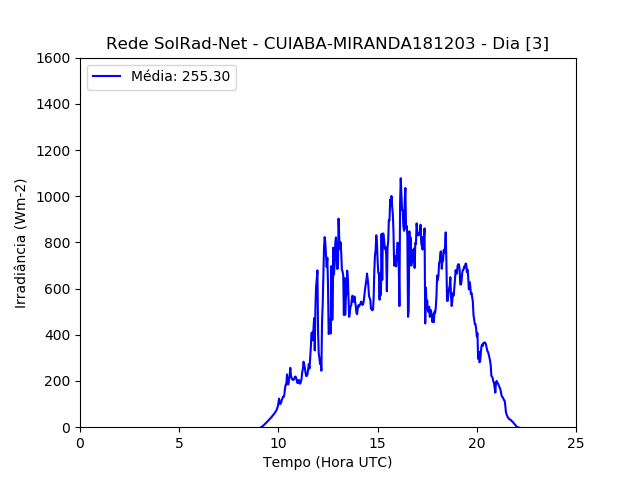 Rede SolRad-Net - CUIABA-MIRANDA181203 - Dia [3]
Média: 255.30
1600
1400
1200
1000
800
600
400
200
0
Irradiância (Wm-2)
0 5 10 15 20 25
Tempo (Hora UTC)